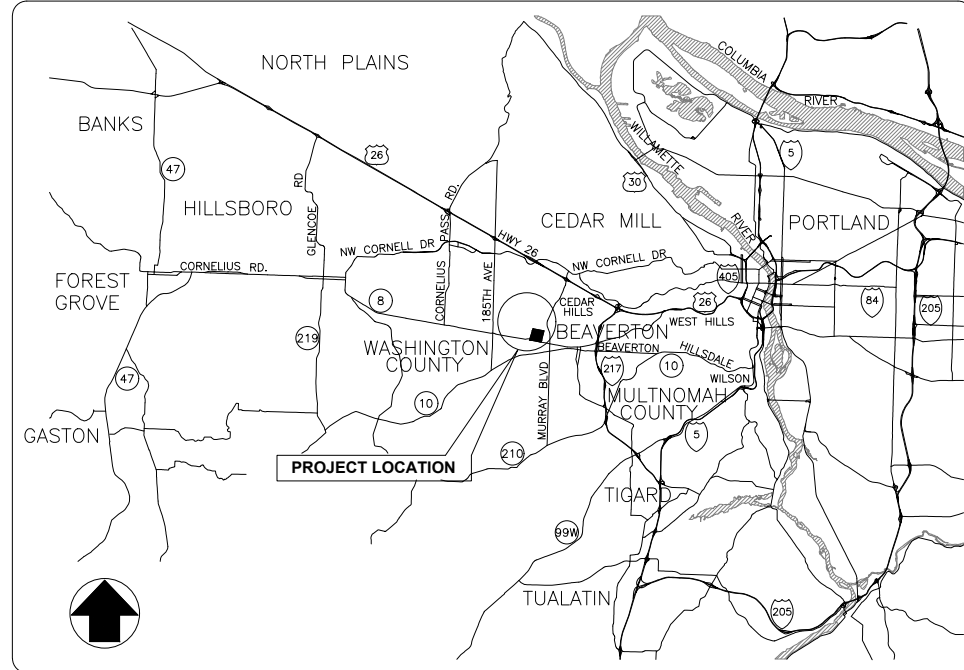 NORTH PLAINS
COLUMBIA
RIVER
BANKS
WILLAMETTE
RIVER
26
5
47
30
HILLSBORO
GLENCOE RD
CORNELIUS PASS RD.
185TH AVE
HWY 26
CEDAR MILL
PORTLAND
NW CORNELL DR
NW CORNELL DR
CORNELIUS RD.
FOREST
GROVE
8
405
26
84
205
CEDAR
HILLS
BEAVERTON
WEST HILLS
219
WASHINGTON
COUNTY
BEAVERTON
HILLSDALE
217
10
WILSON
47
10
MURRAY BLVD
MULTNOMAH
COUNTY
GASTON
210
5
PROJECT LOCATION
TIGARD
99W
TUALATIN
205